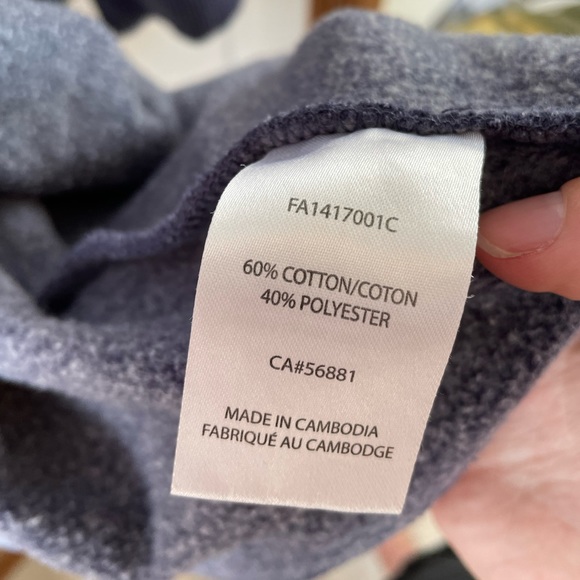 FA1417001C
60% COTTON/COTON
40% POLYESTER
CA#56881
MADE IN CAMBODIA
FABRIQUÉ AU CAMBODGE